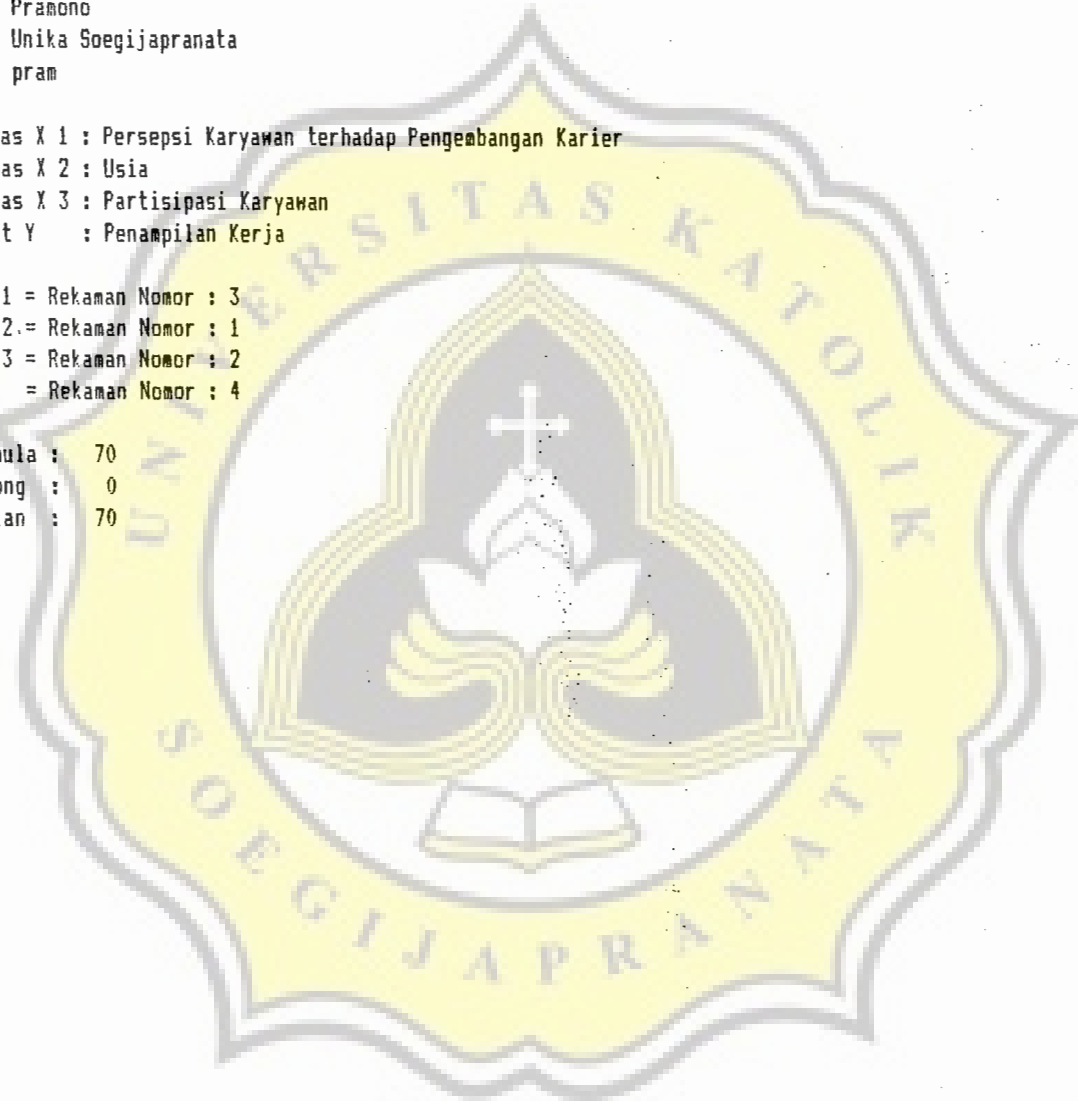 Pramono
Unika Soegijapranata
pram
as X 1 : Persepsi Karyawan terhadap Pengembangan Karier
as X 2 : Usia
as X 3 : Partisipasi Karyawan
t Y : Penampilan Kerja
1 = Rekaman Nomor : 3
2 = Rekaman Nomor : 1
3 = Rekaman Nomor : 2
= Rekaman Nomor : 4
ula : 70
ong : 0
an : 70
UNIVERSITAS KATOLIK
SOEGIJAPRANATA